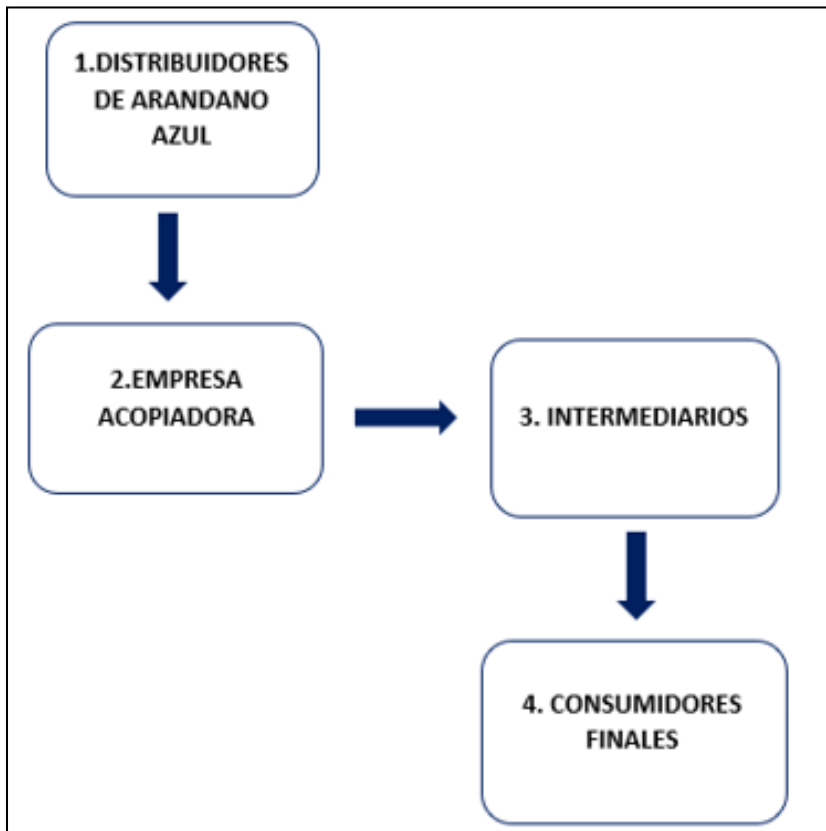 1.DISTRIBUIDORES
DE ARANDANO
AZUL
2.EMPRESA
ACOPIADORA
3. INTERMEDIARIOS
4. CONSUMIDORES
FINALES